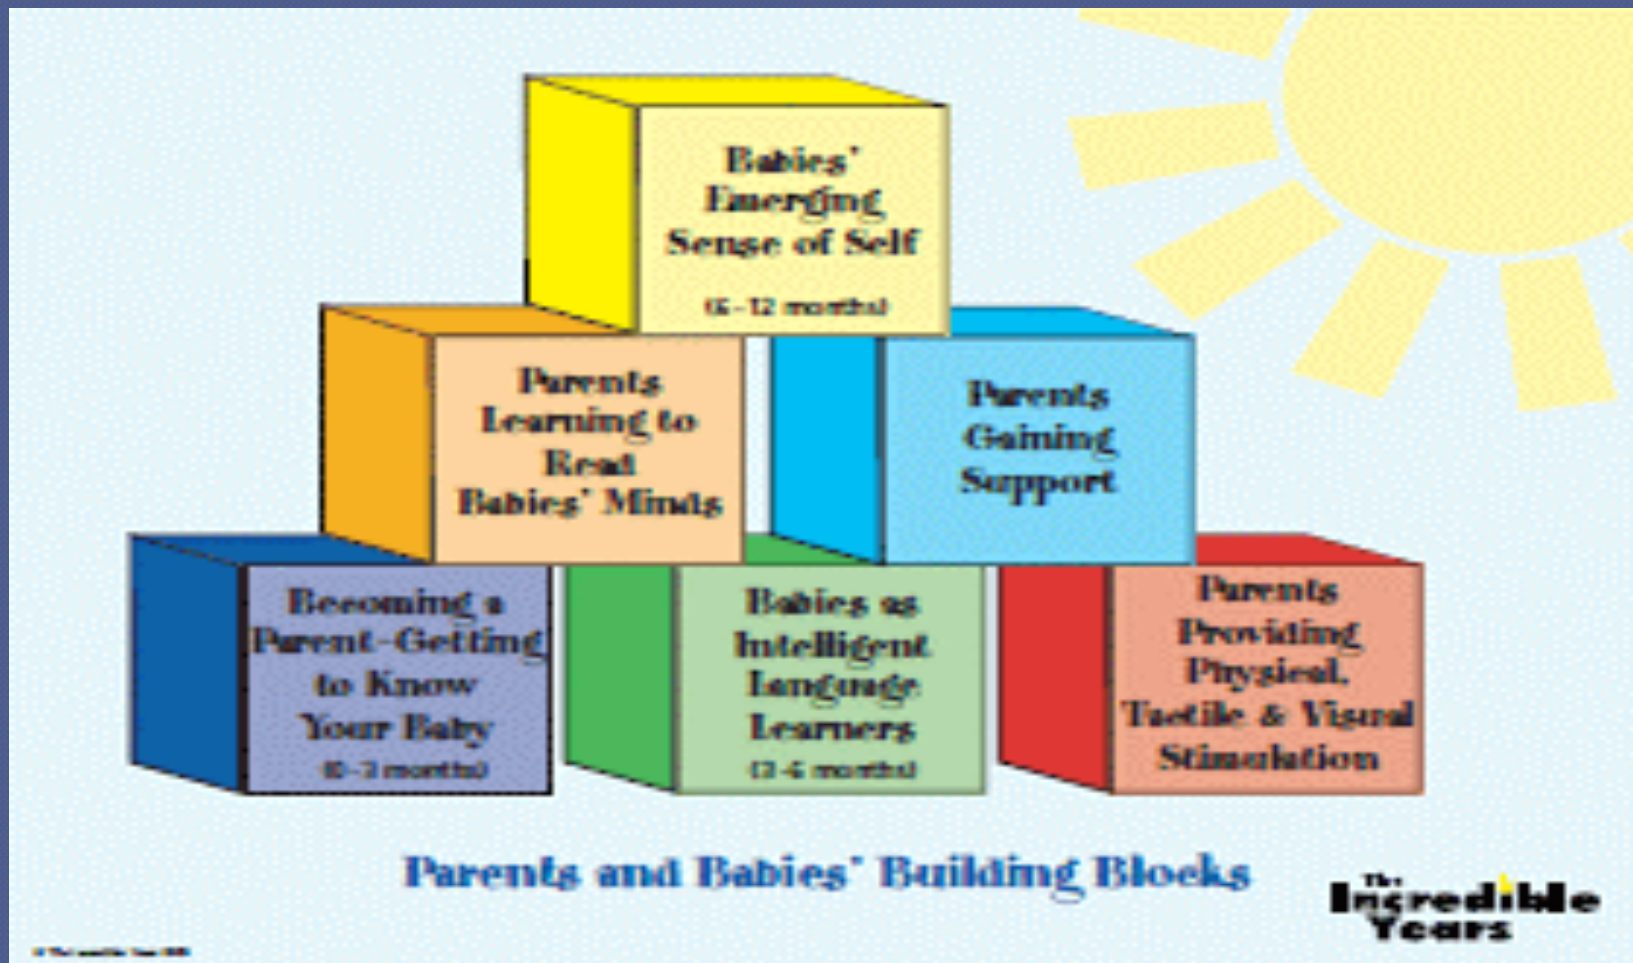 Babies'
Emerging
Sense of Self
(6-12 months)
Parents
Learning to
Read
Babies' Minds
Parents
Gaining
Support
Becoming a
Parent-Getting
to Know
Your Baby
(0-3 months)
Babies as
Intelligent
Language
Learners
(3-6 months)
Parents
Providing
Physical,
Tactile & Visual
Stimulation
Parents and Babies' Building Blocks
The
Incredible
Years